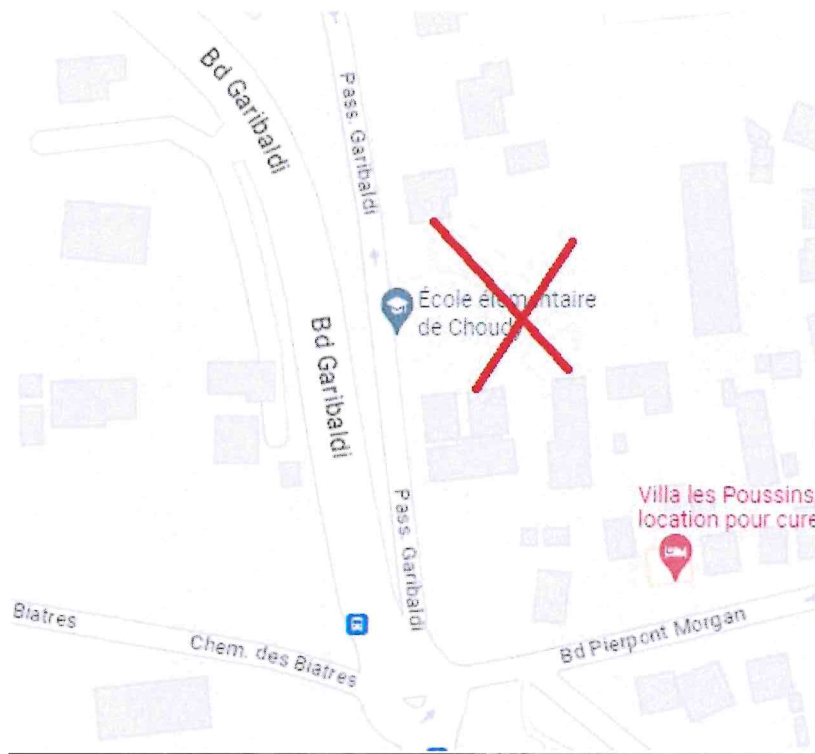 Bd Garibaldi
Pass. Garibaldi
École élémentaire
de Choudy
Bd Garibaldi
Pass. Garibaldi
Villa les Poussins,
location pour cure
Biatres
Chem. des Biatres
Bd Pierpont Morgan